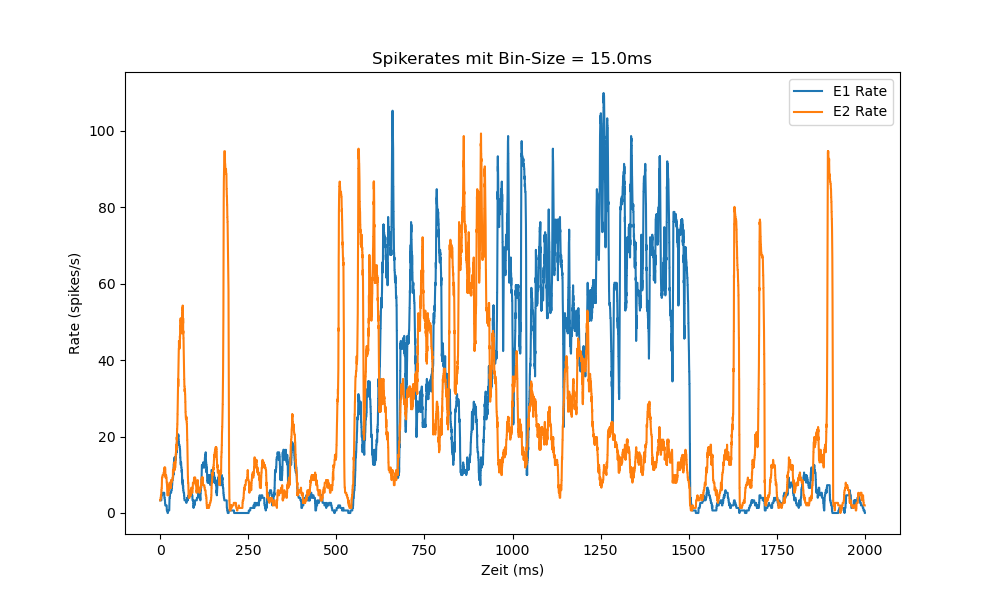 Spikerates mit Bin-Size = 15.0ms
E1 Rate
E2 Rate
Rate (spikes/s)
100
80
60
40
20
0
0 250 500 750 1000 1250 1500 1750 2000
Zeit (ms)